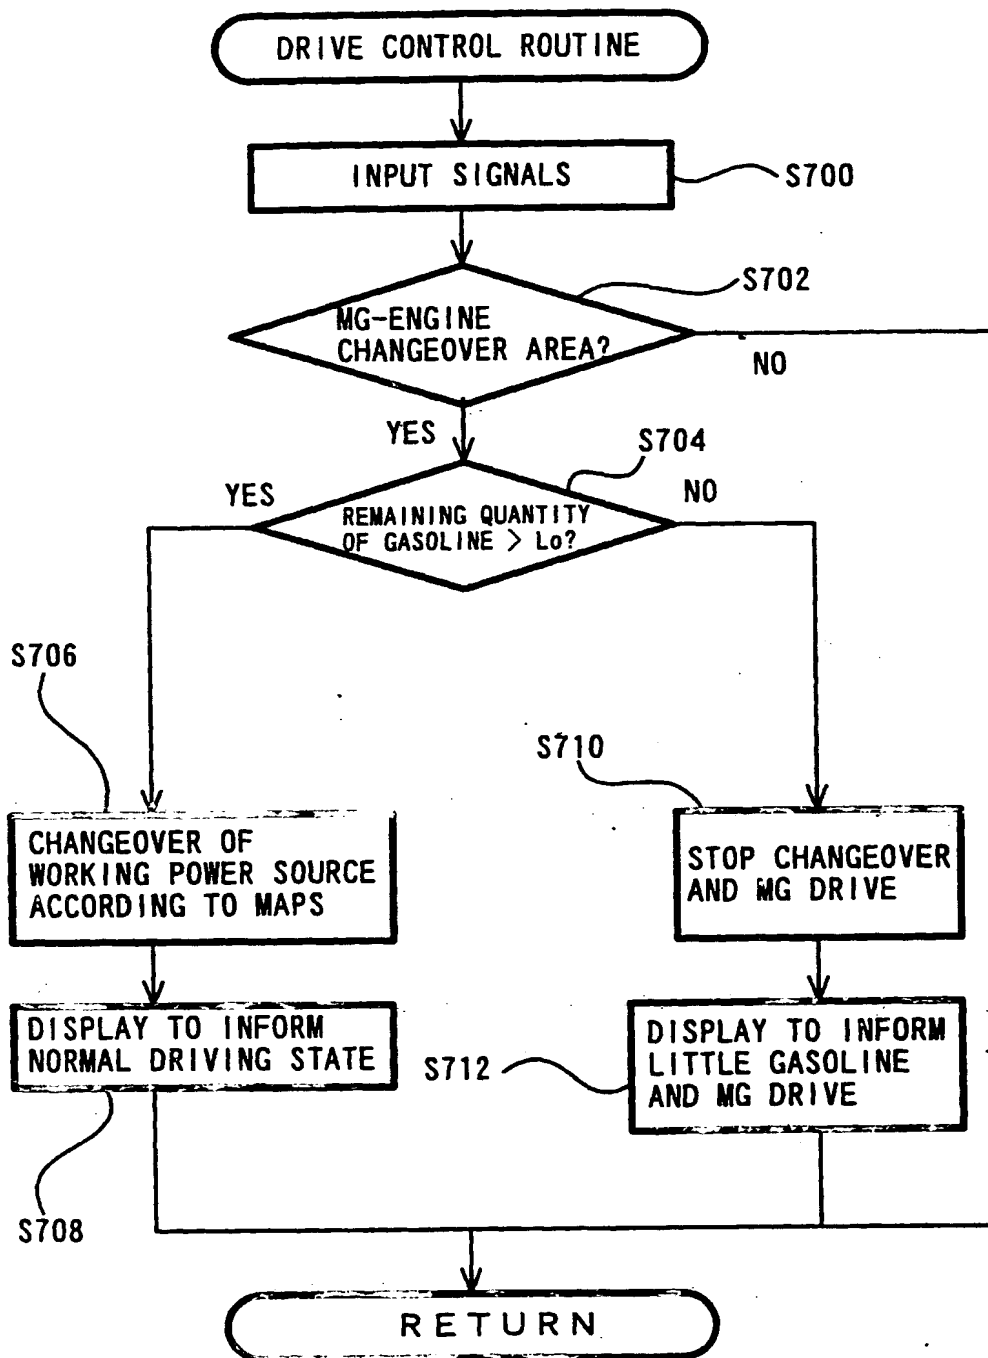 DRIVE CONTROL ROUTINE
INPUT SIGNALS
S700
S702
MG-ENGINE
CHANGEOVER AREA?
NO
YES
S704
YES
NO
REMAINING QUANTITY
OF GASOLINE > Lo?
S706
S710
CHANGEOVER OF
WORKING POWER SOURCE
ACCORDING TO MAPS
STOP CHANGEOVER
AND MG DRIVE
DISPLAY TO INFORM
NORMAL DRIVING STATE
S712
DISPLAY TO INFORM
LITTLE GASOLINE
AND MG DRIVE
S708
RETURN